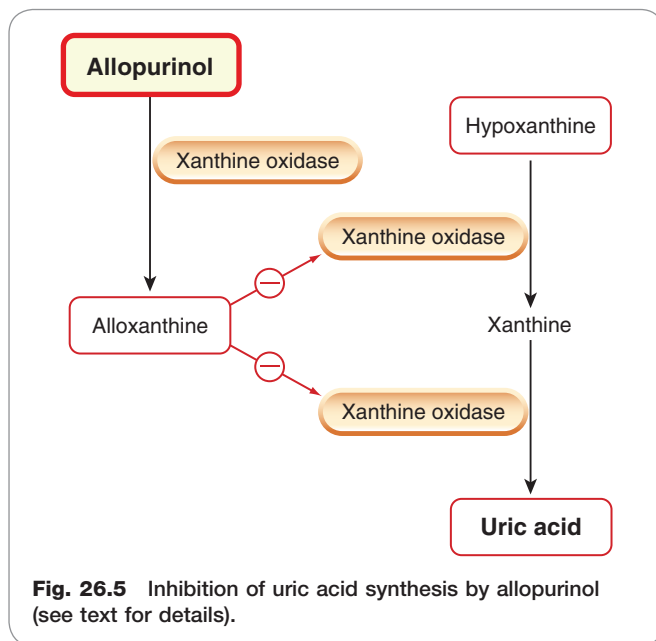 Allopurinol
Hypoxanthine
Xanthine oxidase
Xanthine oxidase
Alloxanthine
Xanthine
Xanthine oxidase
Uric acid
Fig. 26.5 Inhibition of uric acid synthesis by allopurinol
(see text for details).